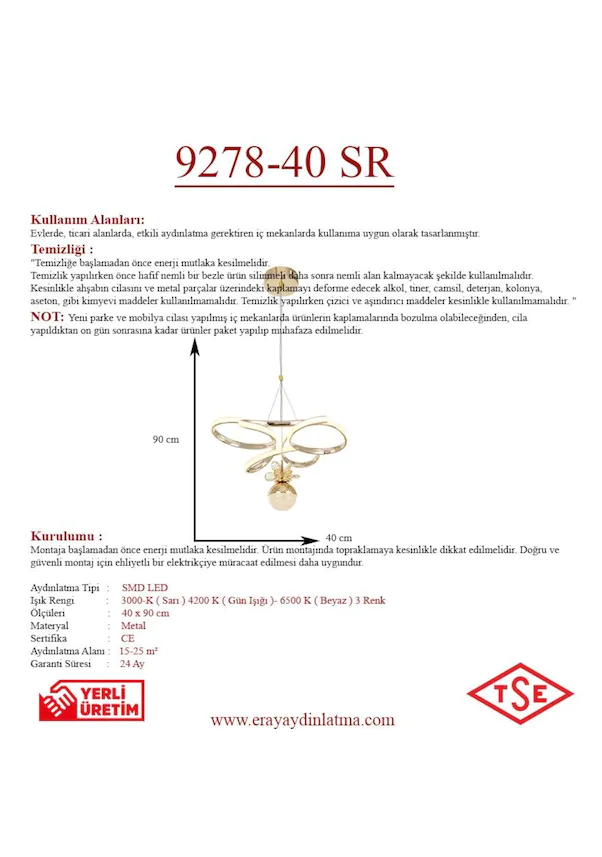 9278-40 SR
Kullanım Alanları:
Evlerde, ticari alanlarda, etkili aydınlatma gerektiren iç mekanlarda kullanıma uygun olarak tasarlanmıştır.
Temizliği :
"Temizliğe başlamadan önce enerji mutlaka kesilmelidir.
Temizlik yapılırken önce hafif nemli bir bezle ürün silinmeli daha sonra nemli alan kalmayacak şekilde kullanılmalıdır.
Kesinlikle ahşabın cilasını ve metal parçalar üzerindeki kaplamayı deforme edecek alkol, tiner, camsil, deterjan, kolonya,
aseton, gibi kimyevi maddeler kullanılmamalıdır. Temizlik yapılırken çizici ve aşındırıcı maddeler kesinlikle kullanılmamalıdır. "
NOT: Yeni parke ve mobilya cilası yapılmış iç mekanlarda ürünlerin kaplamalarında bozulma olabileceğinden, cila
yapıldıktan on gün sonrasına kadar ürünler paket yapılıp muhafaza edilmelidir.
90 cm
40 cm
Kurulumu :
Montaja başlamadan önce enerji mutlaka kesilmelidir. Ürün montajında topraklamaya kesinlikle dikkat edilmelidir. Doğru ve
güvenli montaj için ehliyetli bir elektrikçiye müracaat edilmesi daha uygundur.
Aydınlatma Tipi : SMD LED
Işık Rengi : 3000-K ( Sarı ) 4200 K ( Gün Işığı )- 6500 K ( Beyaz ) 3 Renk
Ölçüleri : 40 x 90 cm
Materyal : Metal
Sertifika : CE
Aydınlatma Alanı : 15-25 m²
Garanti Süresi : 24 Ay
YERLİ
ÜRETİM
www.erayaydinlatma.com
TSE